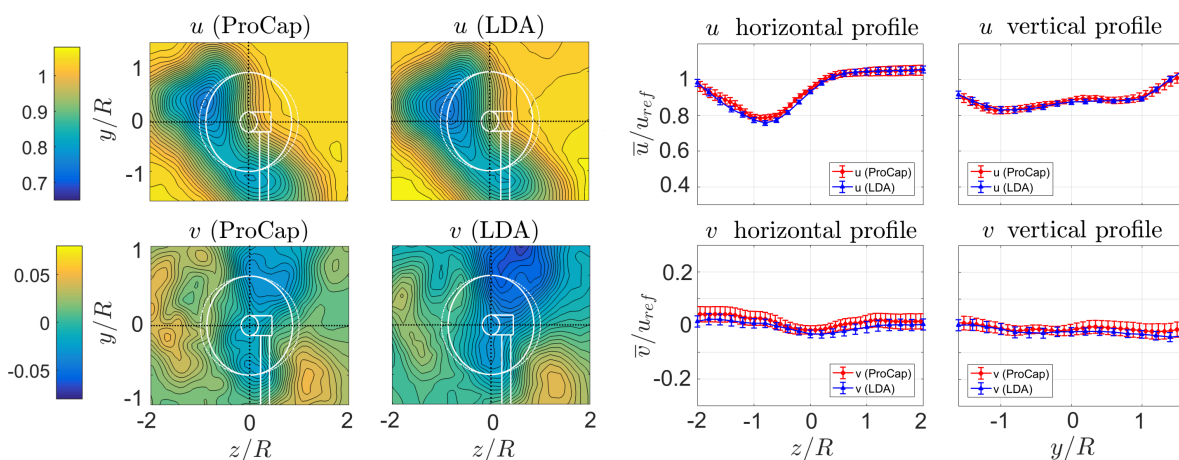 u (ProCap)
u (LDA)
u horizontal profile
u vertical profile
1
0.9
0.8
0.7
y/R
1
0
-1
u̅/u_ref
1
0.8
0.6
0.4
u (ProCap)
u (LDA)
u (ProCap)
u (LDA)
v (ProCap)
v (LDA)
v horizontal profile
v vertical profile
0.05
0
-0.05
y/R
1
0
-1
v̅/u_ref
0.2
0
-0.2
v (ProCap)
v (LDA)
v (ProCap)
v (LDA)
-2 0 2
-2 0 2
-2 -1 0 1 2
-1 0 1
z/R
z/R
z/R
y/R